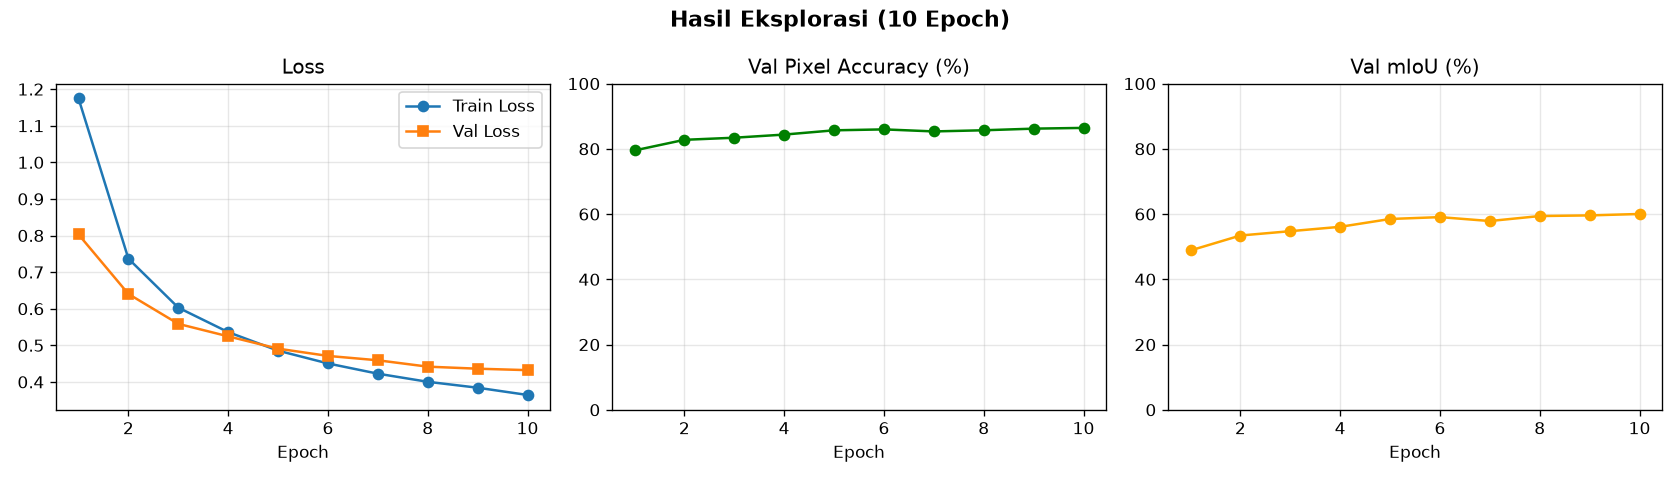 Hasil Eksplorasi (10 Epoch)
Loss
1.2
1.1
1.0
0.9
0.8
0.7
0.6
0.5
0.4
Train Loss
Val Loss
2 4 6 8 10
Epoch
Val Pixel Accuracy (%)
100
80
60
40
20
0
2 4 6 8 10
Epoch
Val mIoU (%)
100
80
60
40
20
0
2 4 6 8 10
Epoch